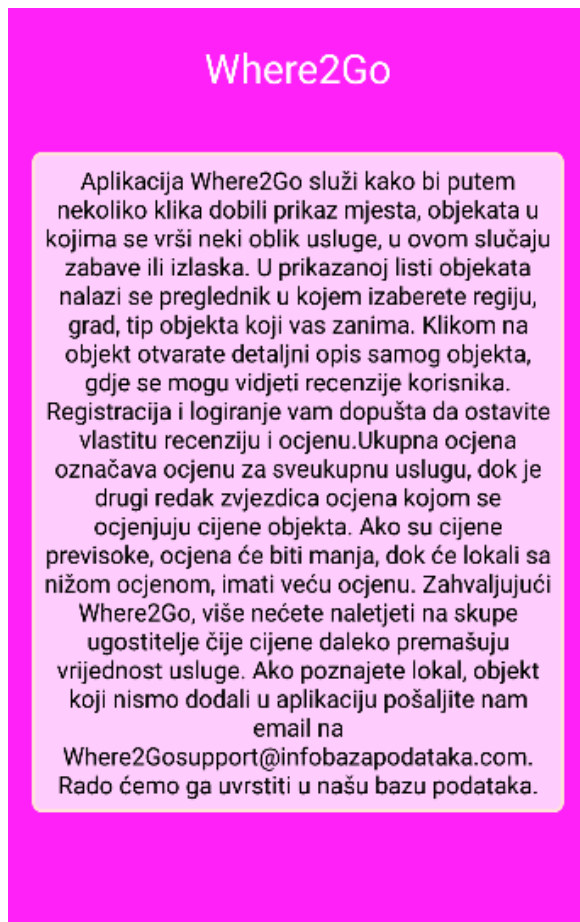 Where2Go
Aplikacija Where2Go služi kako bi putem
nekoliko klika dobili prikaz mjesta, objekata u
kojima se vrši neki oblik usluge, u ovom slučaju
zabave ili izlaska. U prikazanoj listi objekata
nalazi se preglednik u kojem izaberete regiju,
grad, tip objekta koji vas zanima. Klikom na
objekt otvarate detaljni opis samog objekta,
gdje se mogu vidjeti recenzije korisnika.
Registracija i logiranje vam dopušta da ostavite
vlastitu recenziju i ocjenu.Ukupna ocjena
označava ocjenu za sveukupnu uslugu, dok je
drugi redak zvjezdica ocjena kojom se
ocjenjuju cijene objekta. Ako su cijene
previsoke, ocjena će biti manja, dok će lokali sa
nižom ocjenom, imati veću ocjenu. Zahvaljujući
Where2Go, više nećete naletjeti na skupe
ugostitelje čije cijene daleko premašuju
vrijednost usluge. Ako poznajete lokal, objekt
koji nismo dodali u aplikaciju pošaljite nam
email na
Where2Gosupport@infobazapodataka.com.
Rado ćemo ga uvrstiti u našu bazu podataka.